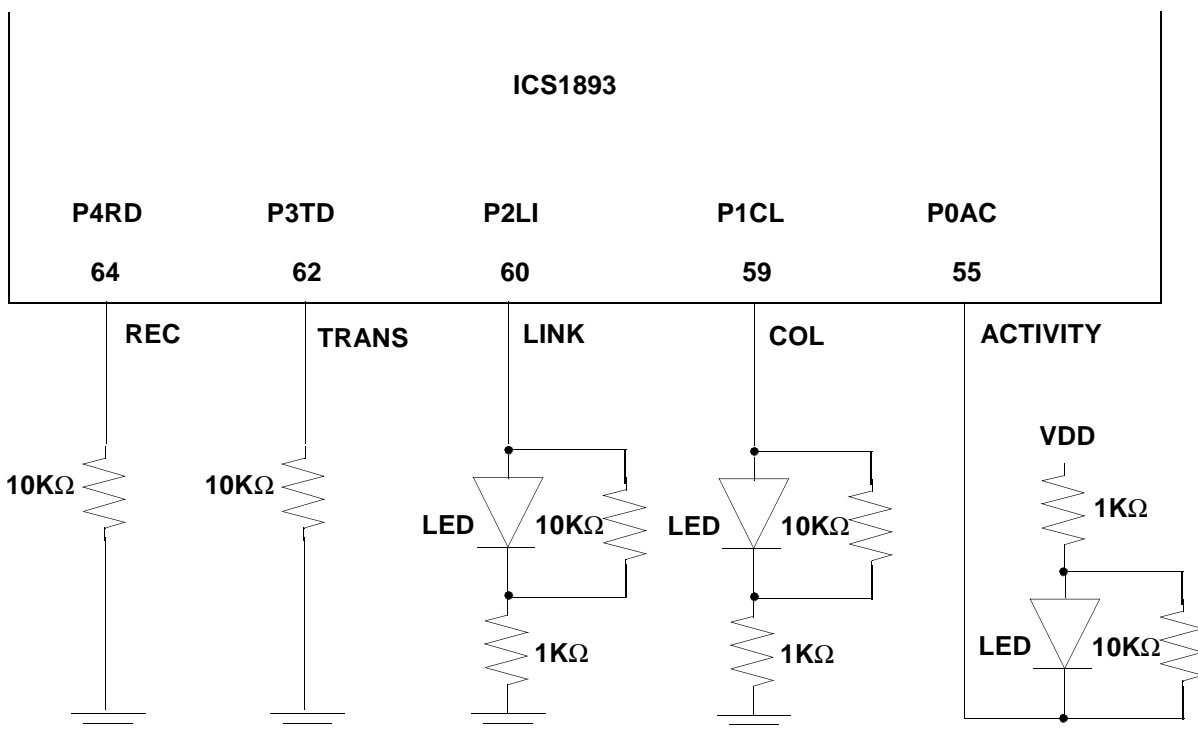 ICS1893
P4RD P3TD P2LI P1CL P0AC
64 62 60 59 55
REC TRANS LINK COL ACTIVITY
VDD
10KΩ 10KΩ
1KΩ
LED 10KΩ LED 10KΩ
1KΩ 1KΩ LED 10KΩ